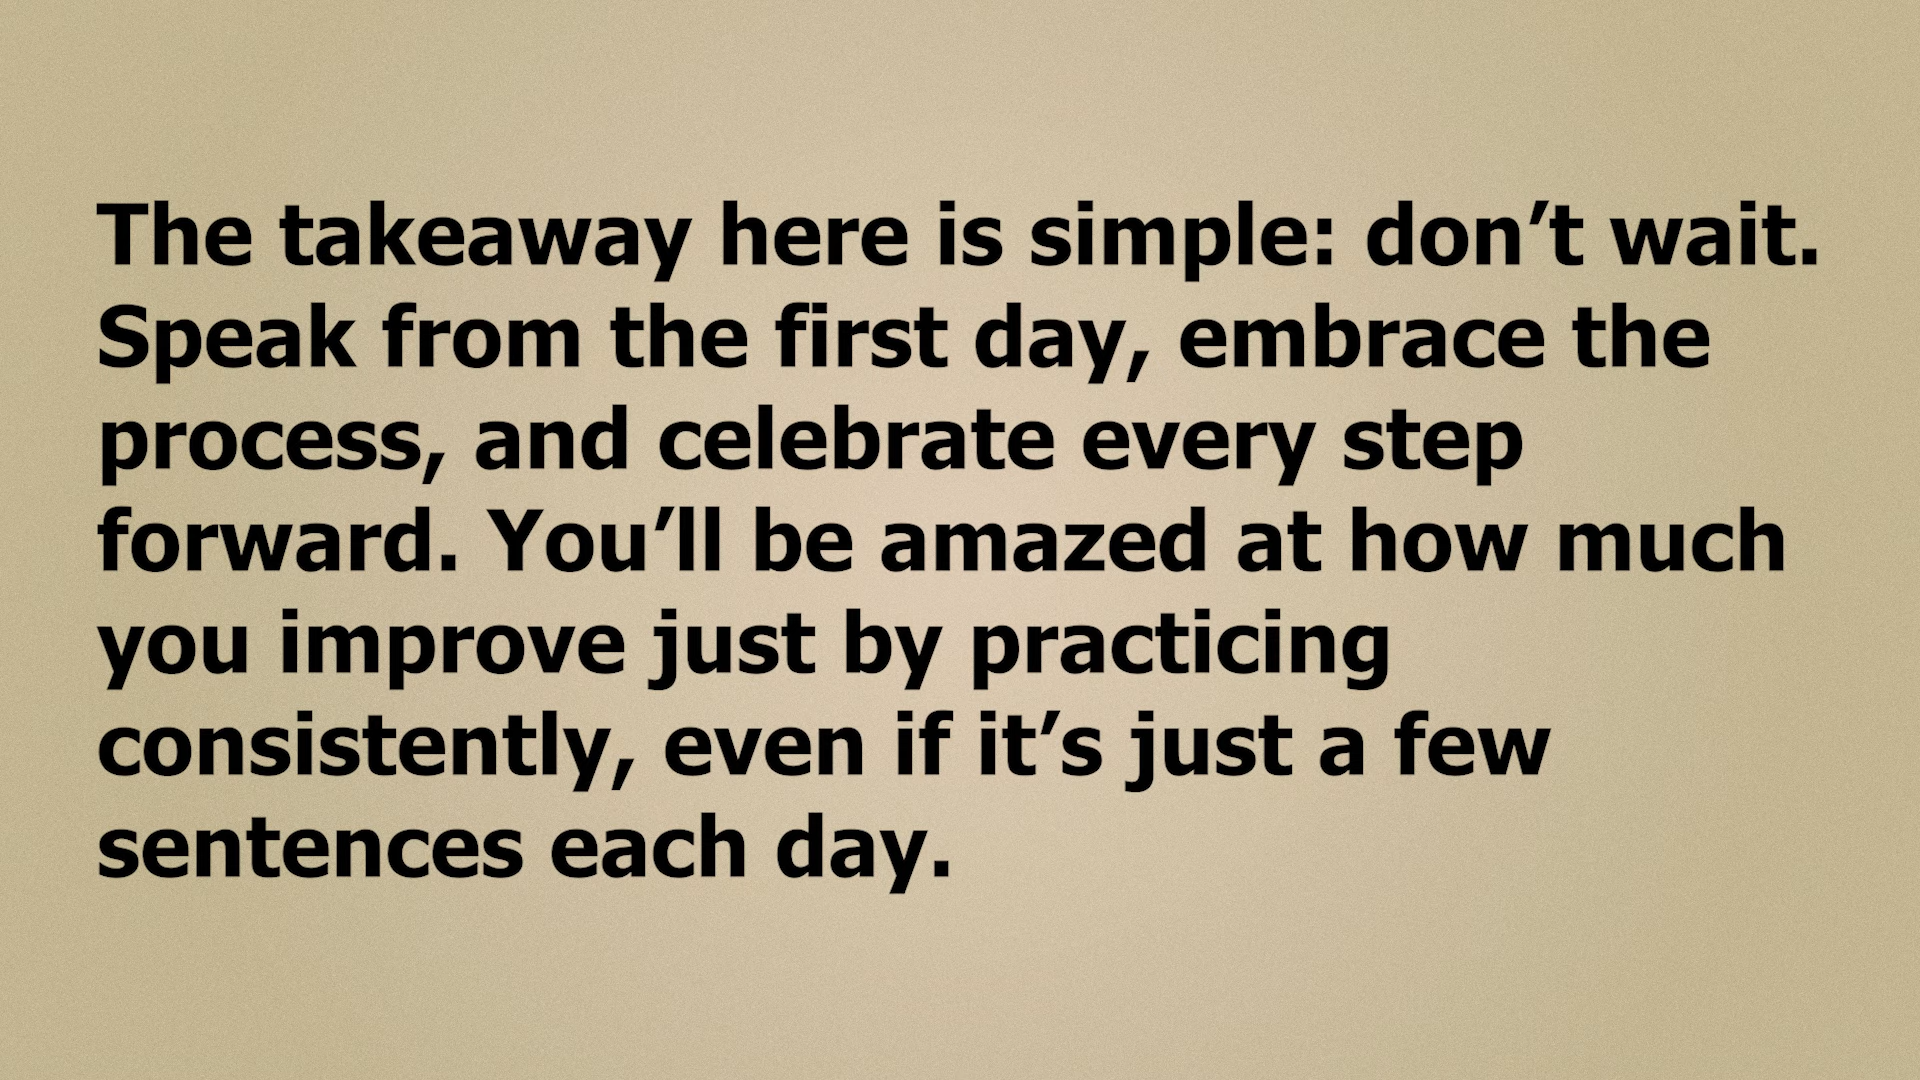 The takeaway here is simple: don’t wait.
Speak from the first day, embrace the
process, and celebrate every step
forward. You’ll be amazed at how much
you improve just by practicing
consistently, even if it’s just a few
sentences each day.